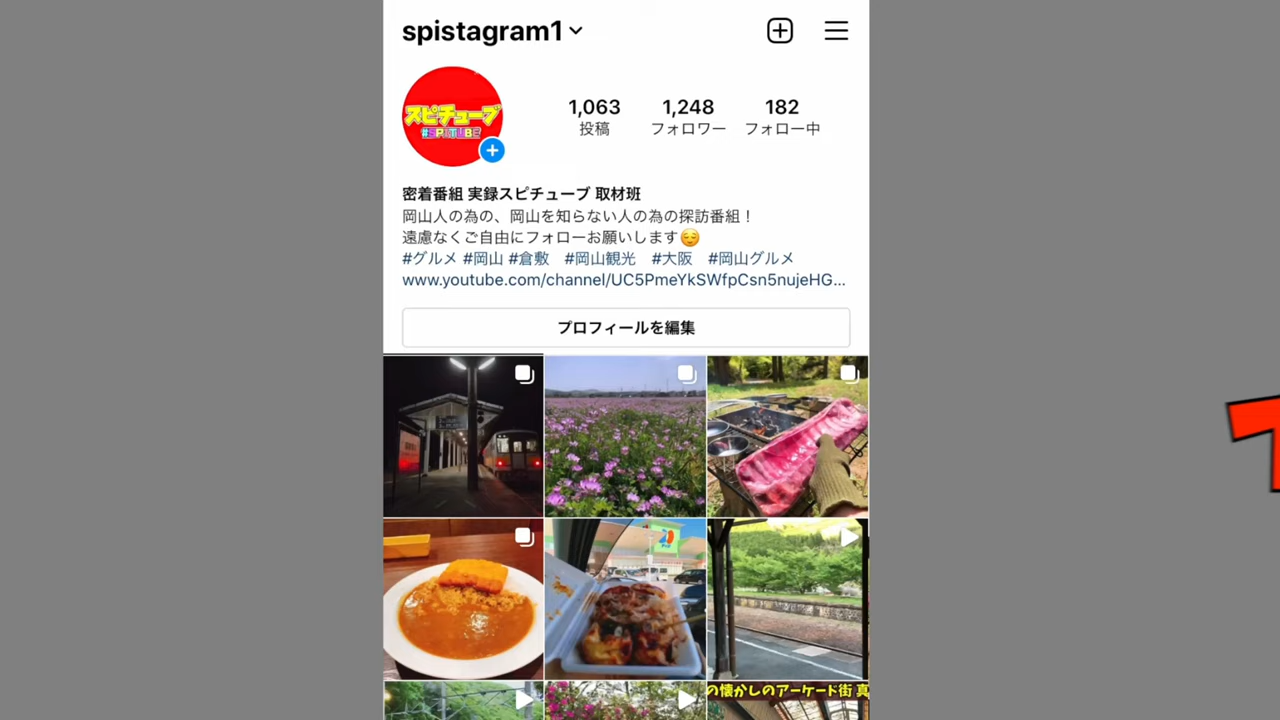 spistagram1
スピチューブ
#SPITUBE
1,063
投稿
1,248
フォロワー
182
フォロー中
密着番組 実録スピチューブ 取材班
岡山人の為の、岡山を知らない人の為の探訪番組！
遠慮なくご自由にフォローお願いします😌
#グルメ #岡山 #倉敷　#岡山観光　#大阪　#岡山グルメ
www.youtube.com/channel/UC5PmeYkSWfpCsn5nujeHG...
プロフィールを編集
の懐かしのアーケード街 真